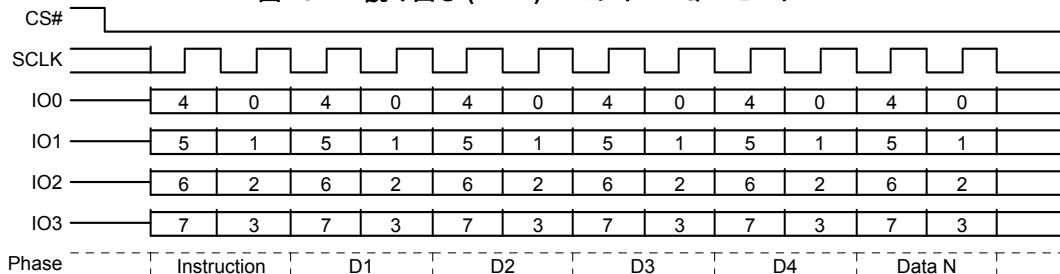 CS#
SCLK
IO0 4 0 4 0 4 0 4 0 4 0 4 0
IO1 5 1 5 1 5 1 5 1 5 1 5 1
IO2 6 2 6 2 6 2 6 2 6 2 6 2
IO3 7 3 7 3 7 3 7 3 7 3 7 3
Phase Instruction D1 D2 D3 D4 Data N